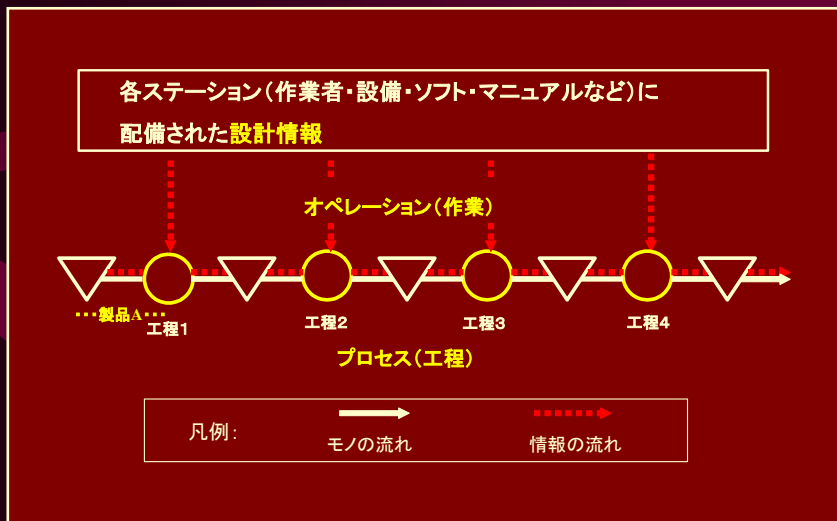 各ステーション（作業者・設備・ソフト・マニュアルなど）に
配備された設計情報
オペレーション（作業）
製品A
工程1
工程2
工程3
工程4
プロセス（工程）
凡例：
モノの流れ
情報の流れ